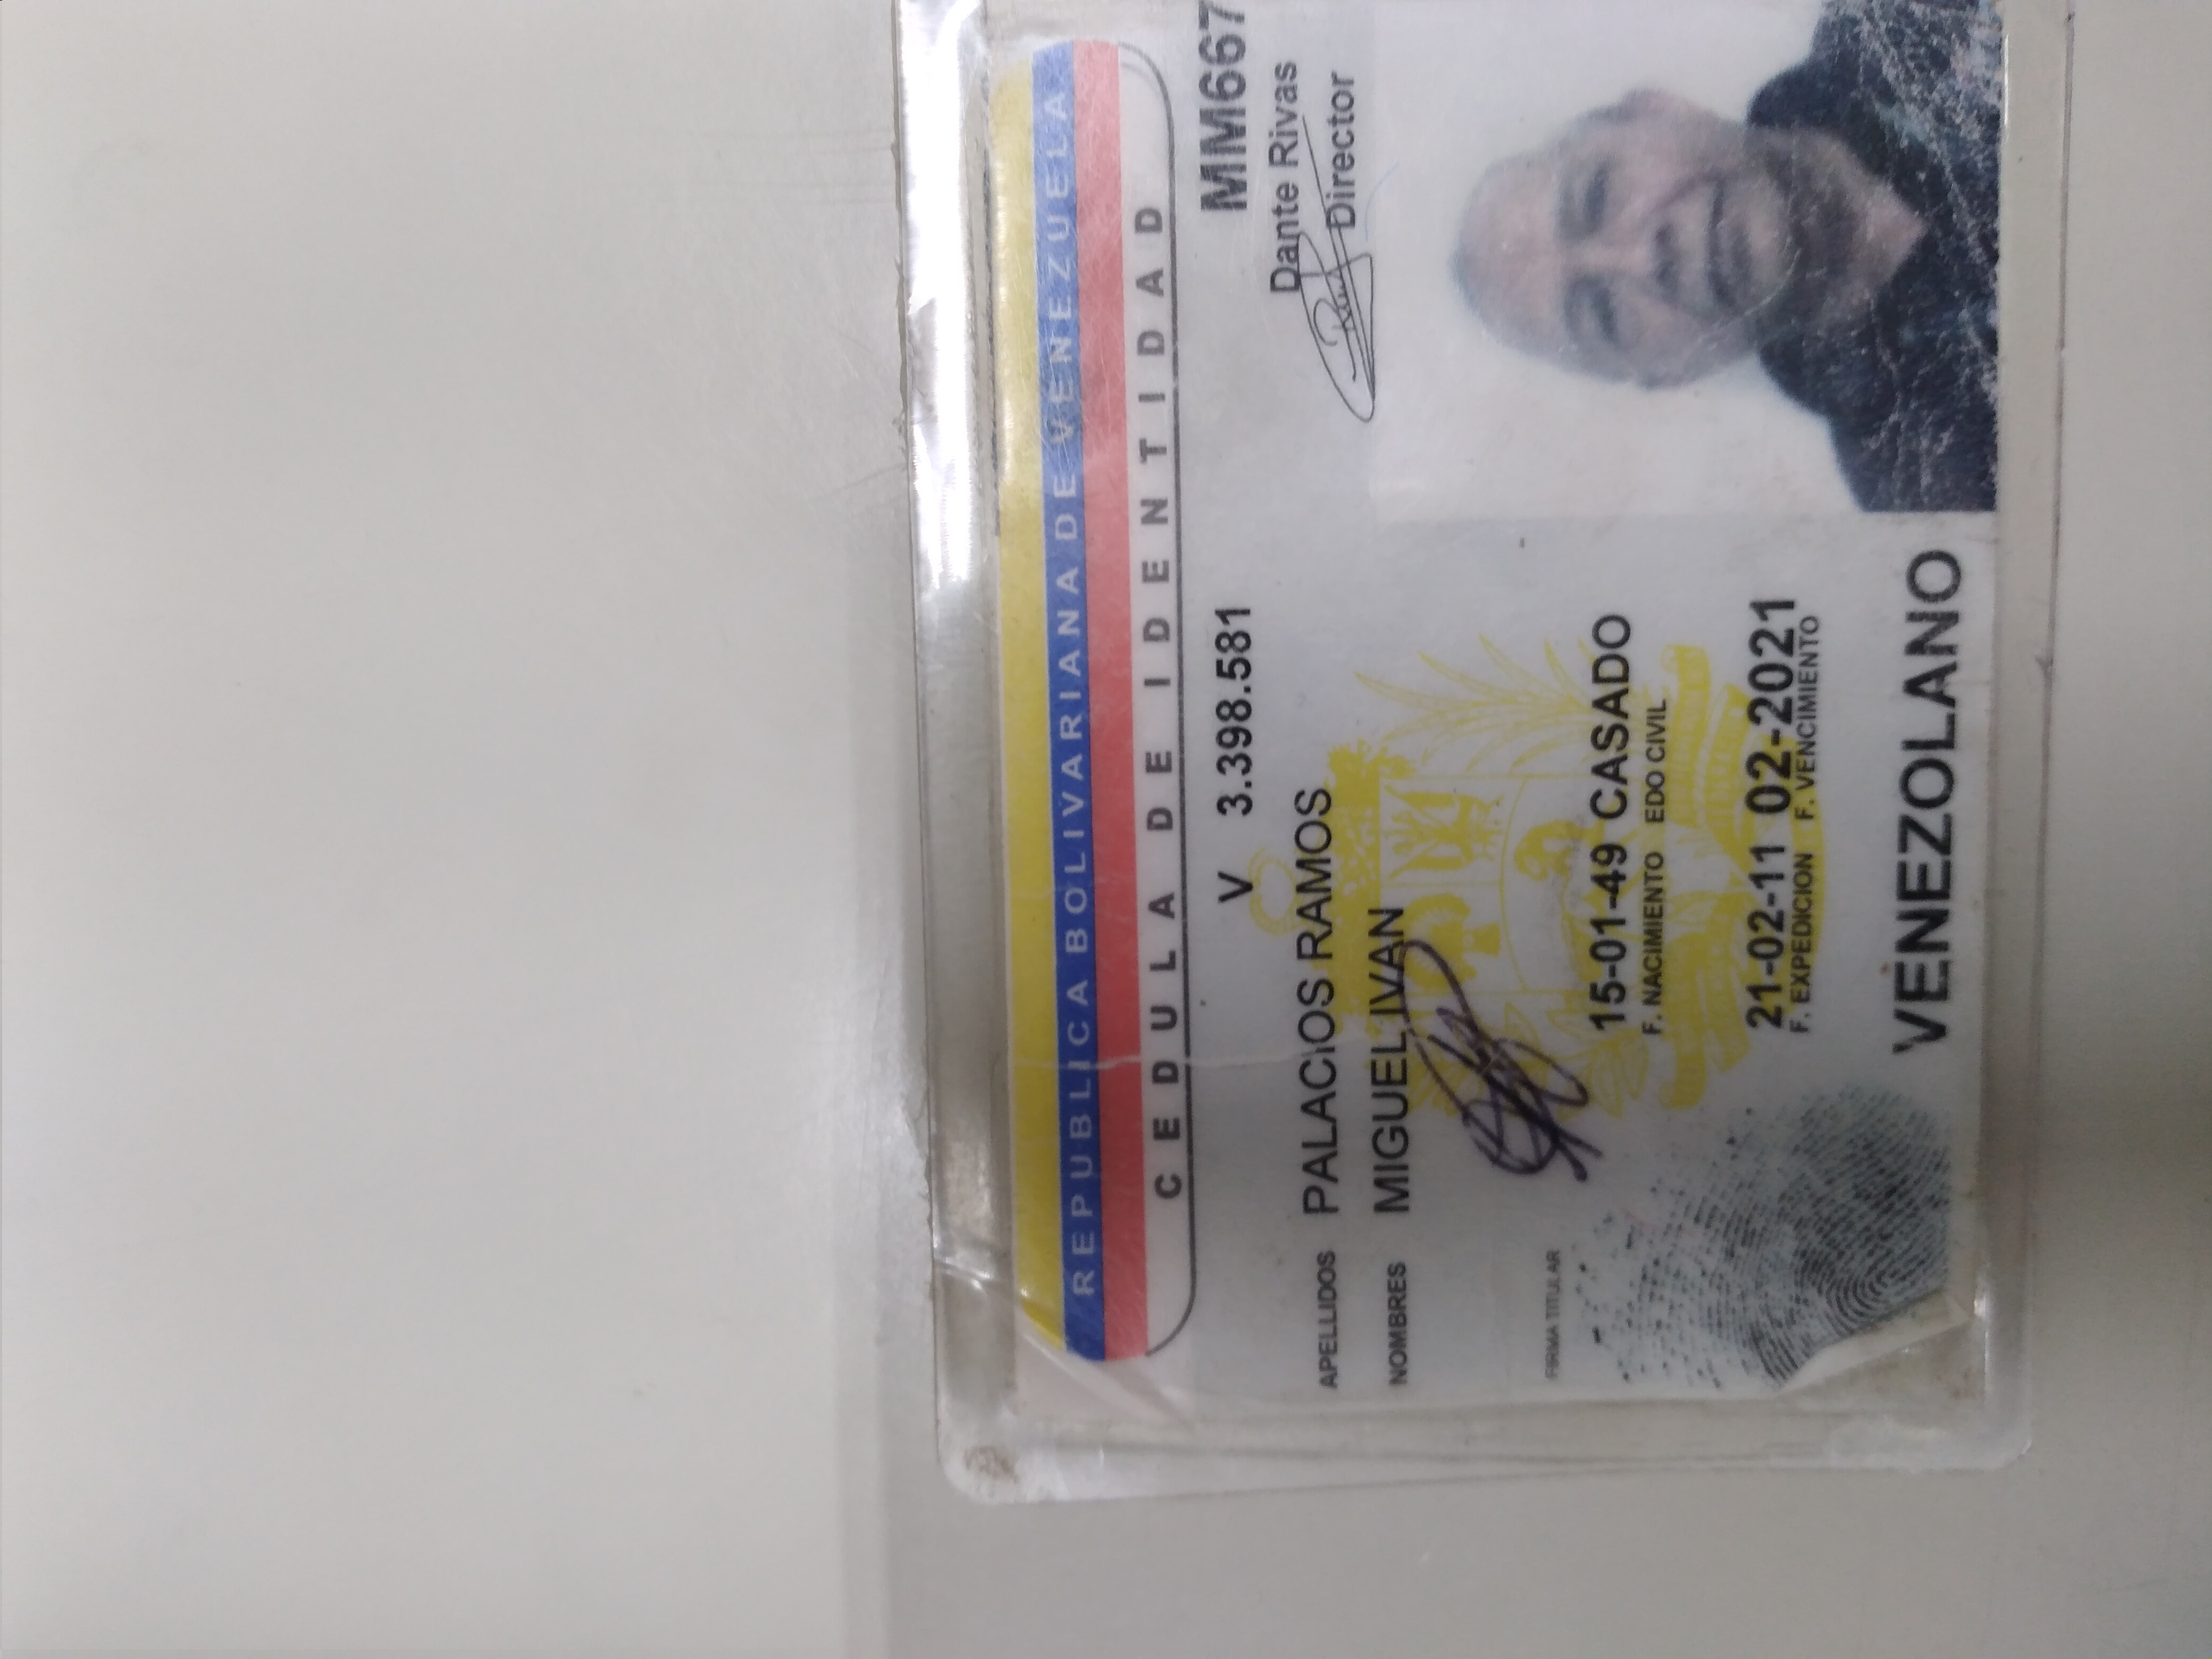 REPUBLICA BOLIVARIANA DE VENEZUELA
CEDULA DE IDENTIDAD
V 3.398.581
MM667
Dante Rivas
Director
APELLIDOS PALACIOS RAMOS
NOMBRES MIGUEL IVAN
FIRMA TITULAR
15-01-49 CASADO
F. NACIMIENTO EDO CIVIL
21-02-11 02-2021
F. EXPEDICION F. VENCIMIENTO
VENEZOLANO